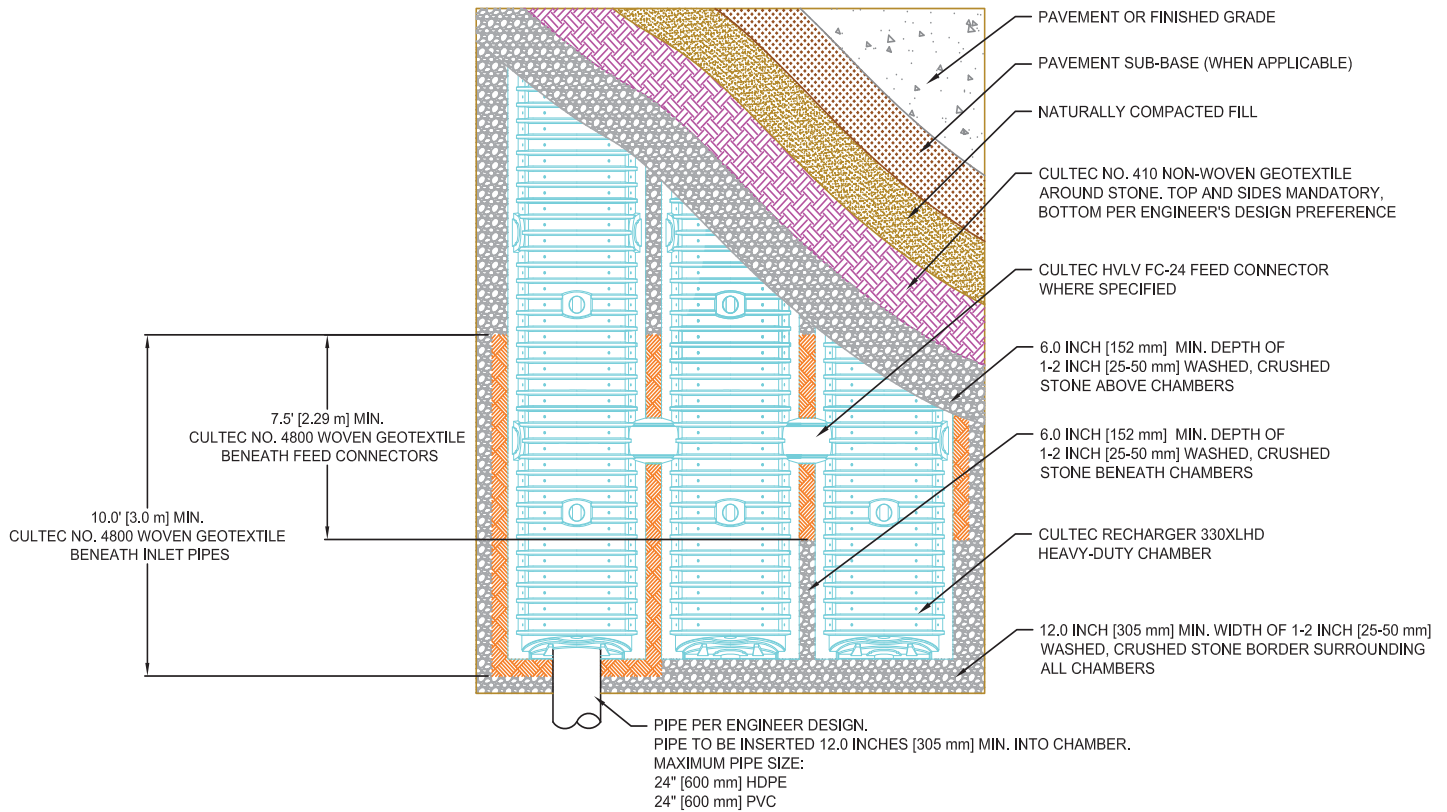 PAVEMENT OR FINISHED GRADE
PAVEMENT SUB-BASE (WHEN APPLICABLE)
NATURALLY COMPACTED FILL
CULTEC NO. 410 NON-WOVEN GEOTEXTILE
AROUND STONE. TOP AND SIDES MANDATORY,
BOTTOM PER ENGINEER'S DESIGN PREFERENCE
CULTEC HVLV FC-24 FEED CONNECTOR
WHERE SPECIFIED
6.0 INCH [152 mm] MIN. DEPTH OF
1-2 INCH [25-50 mm] WASHED, CRUSHED
STONE ABOVE CHAMBERS
7.5' [2.29 m] MIN.
CULTEC NO. 4800 WOVEN GEOTEXTILE
BENEATH FEED CONNECTORS
6.0 INCH [152 mm] MIN. DEPTH OF
1-2 INCH [25-50 mm] WASHED, CRUSHED
STONE BENEATH CHAMBERS
10.0' [3.0 m] MIN.
CULTEC NO. 4800 WOVEN GEOTEXTILE
BENEATH INLET PIPES
CULTEC RECHARGER 330XLHD
HEAVY-DUTY CHAMBER
12.0 INCH [305 mm] MIN. WIDTH OF 1-2 INCH [25-50 mm]
WASHED, CRUSHED STONE BORDER SURROUNDING
ALL CHAMBERS
PIPE PER ENGINEER DESIGN.
PIPE TO BE INSERTED 12.0 INCHES [305 mm] MIN. INTO CHAMBER.
MAXIMUM PIPE SIZE:
24" [600 mm] HDPE
24" [600 mm] PVC